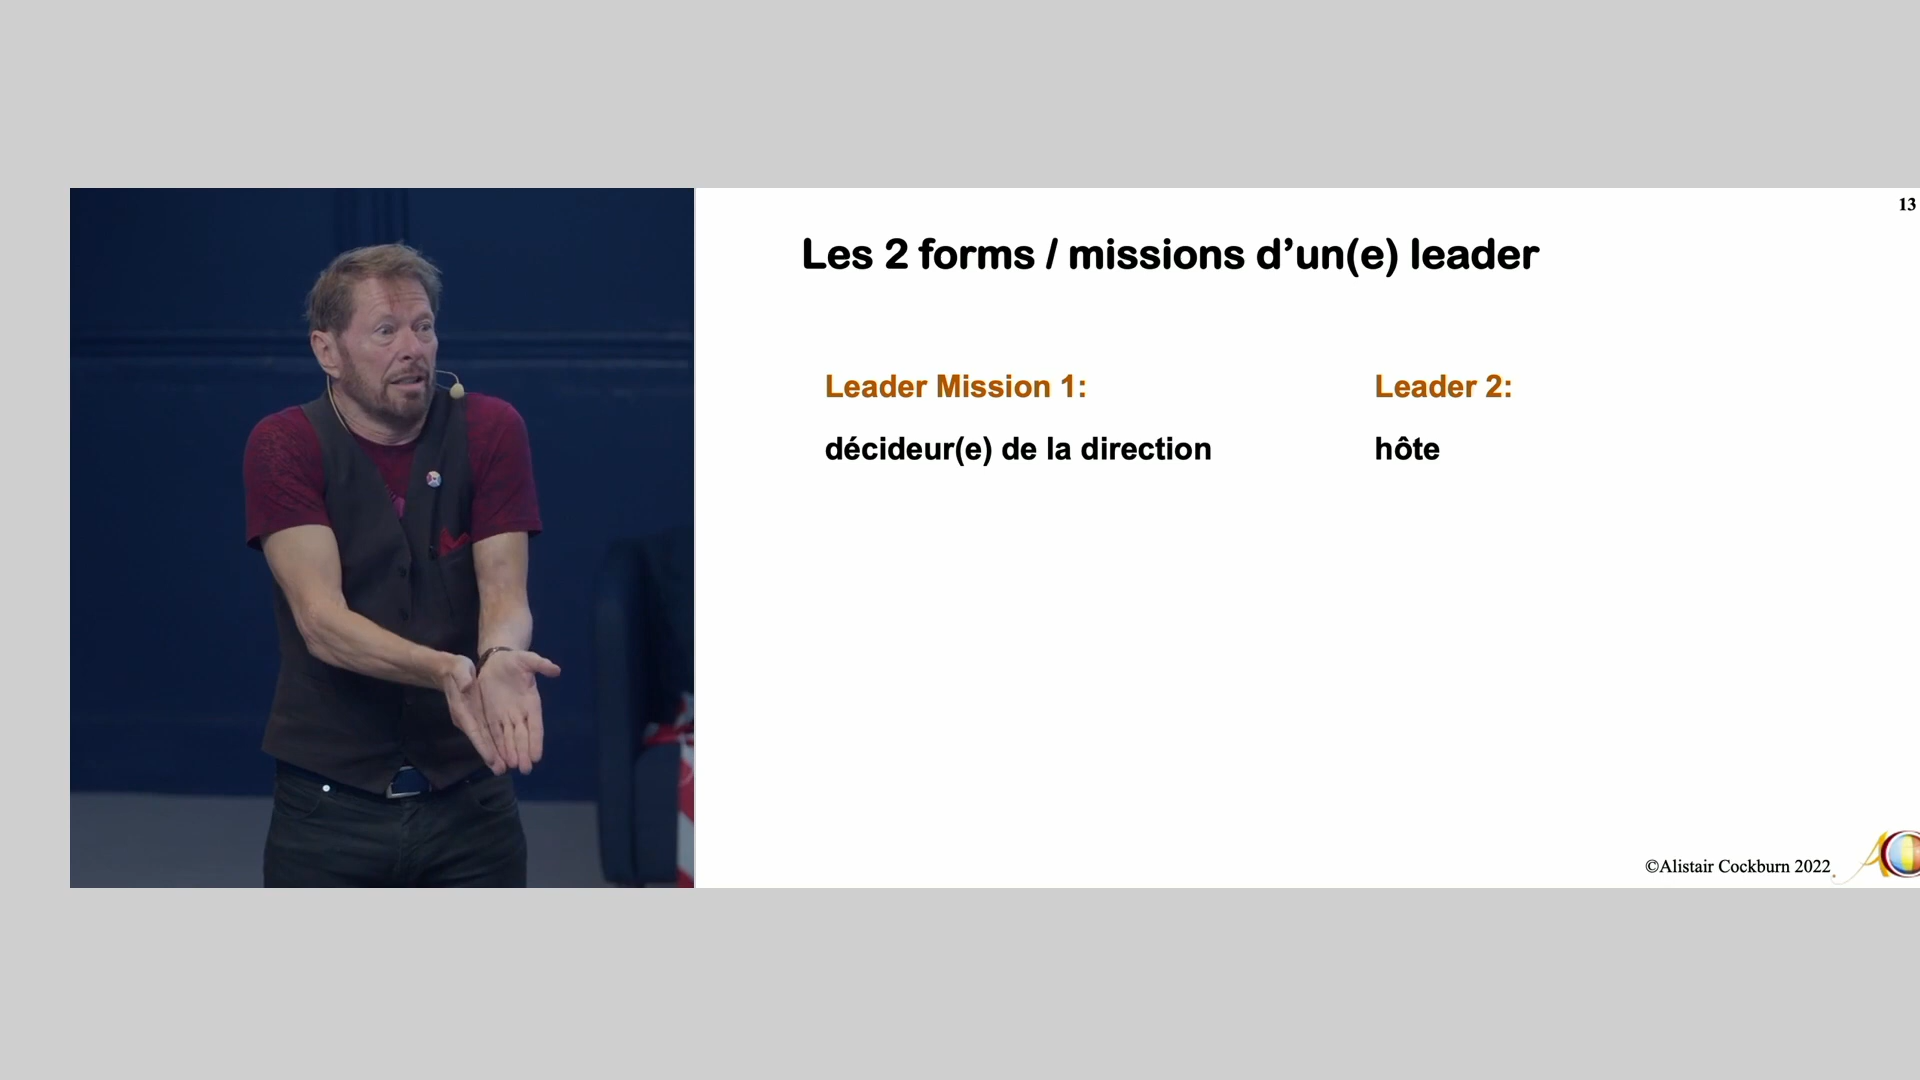 13
Les 2 forms / missions d’un(e) leader
Leader Mission 1:
Leader 2:
décideur(e) de la direction
hôte
©Alistair Cockburn 2022